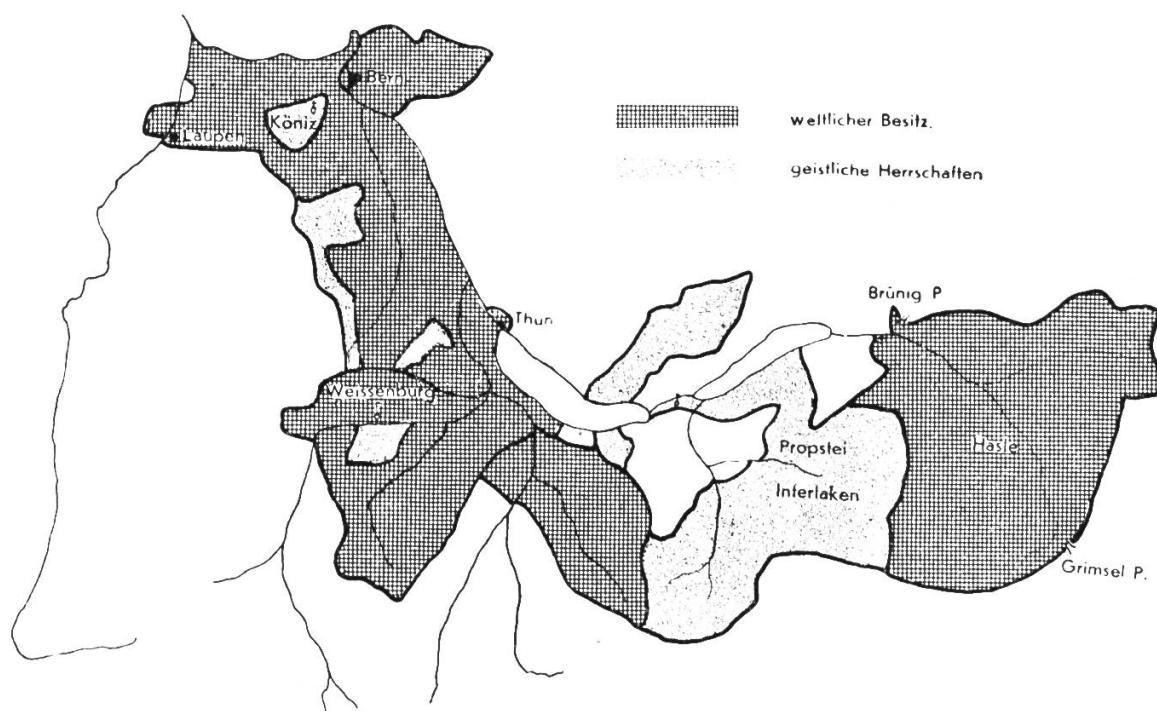 Bern
Laupen
Köniz
weltlicher Besitz.
geistliche Herrschaften
Thun
Brünig P
Weissenburg
Propstei
Interlaken
Hasle
Grimsel P.